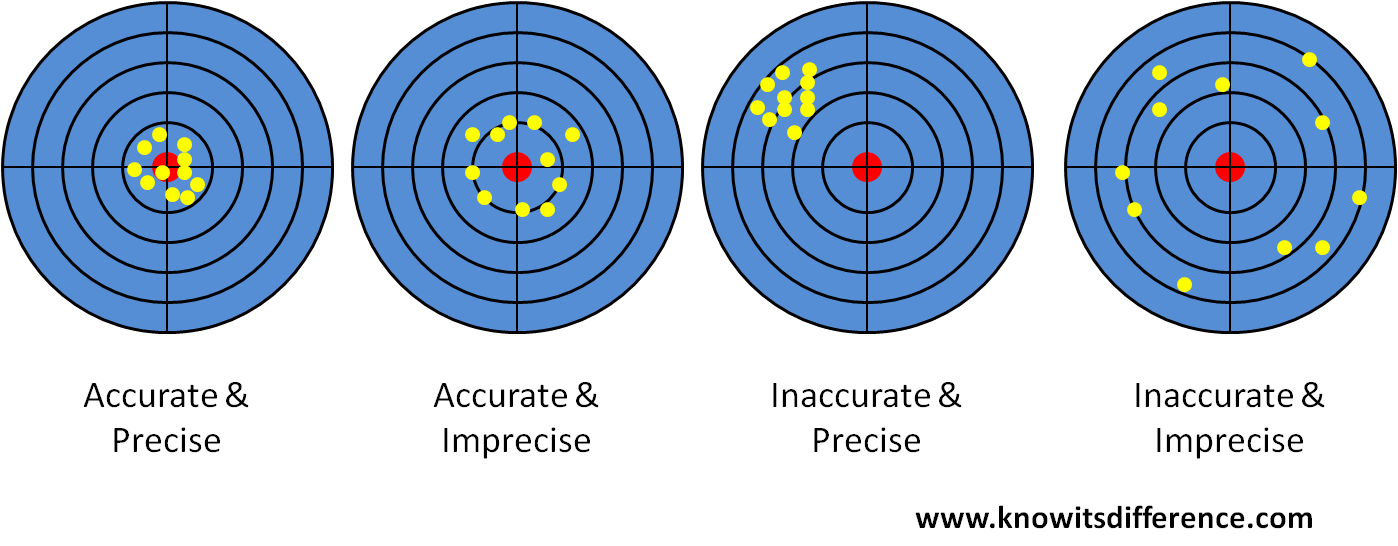 Accurate &
Precise
Accurate &
Imprecise
Inaccurate &
Precise
Inaccurate &
Imprecise
www.knowitsdifference.com